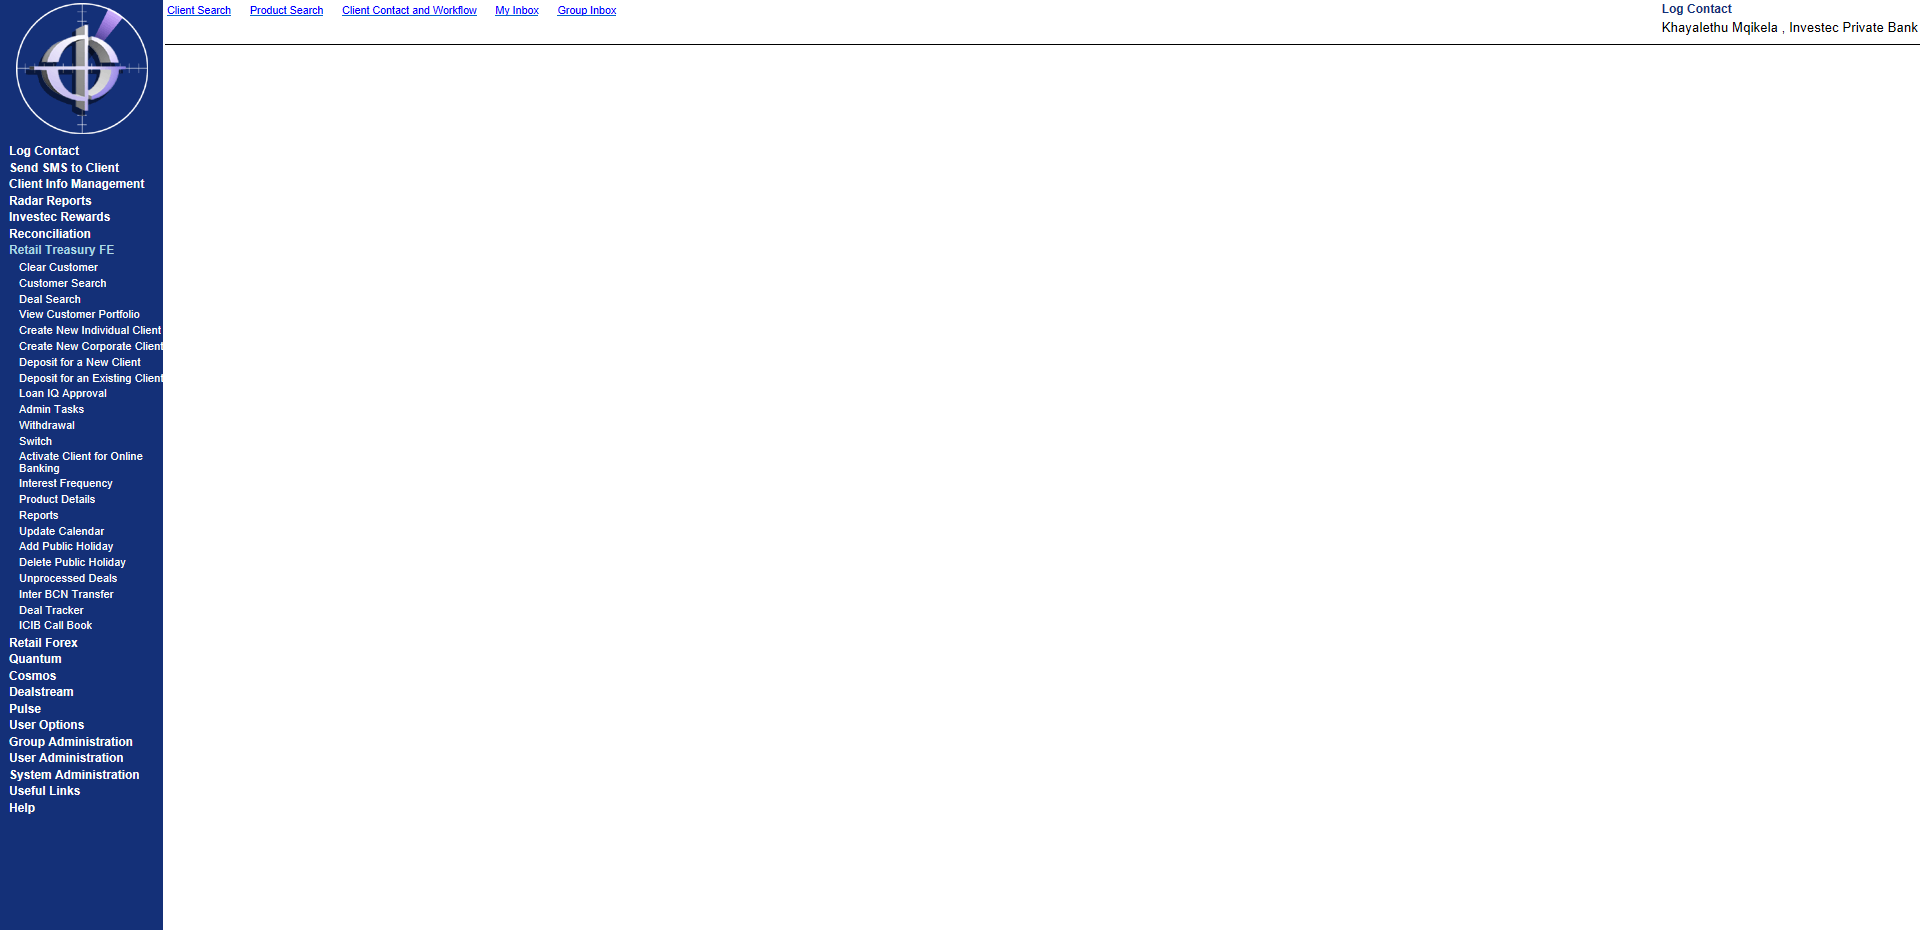 Client Search Product Search Client Contact and Workflow My Inbox Group Inbox
Log Contact
Khayalethu Mqikela , Investec Private Bank
Log Contact
Send SMS to Client
Client Info Management
Radar Reports
Investec Rewards
Reconciliation
Retail Treasury FE
Clear Customer
Customer Search
Deal Search
View Customer Portfolio
Create New Individual Client
Create New Corporate Client
Deposit for a New Client
Deposit for an Existing Client
Loan IQ Approval
Admin Tasks
Withdrawal
Switch
Activate Client for Online
Banking
Interest Frequency
Product Details
Reports
Update Calendar
Add Public Holiday
Delete Public Holiday
Unprocessed Deals
Inter BCN Transfer
Deal Tracker
ICIB Call Book
Retail Forex
Quantum
Cosmos
Dealstream
Pulse
User Options
Group Administration
User Administration
System Administration
Useful Links
Help